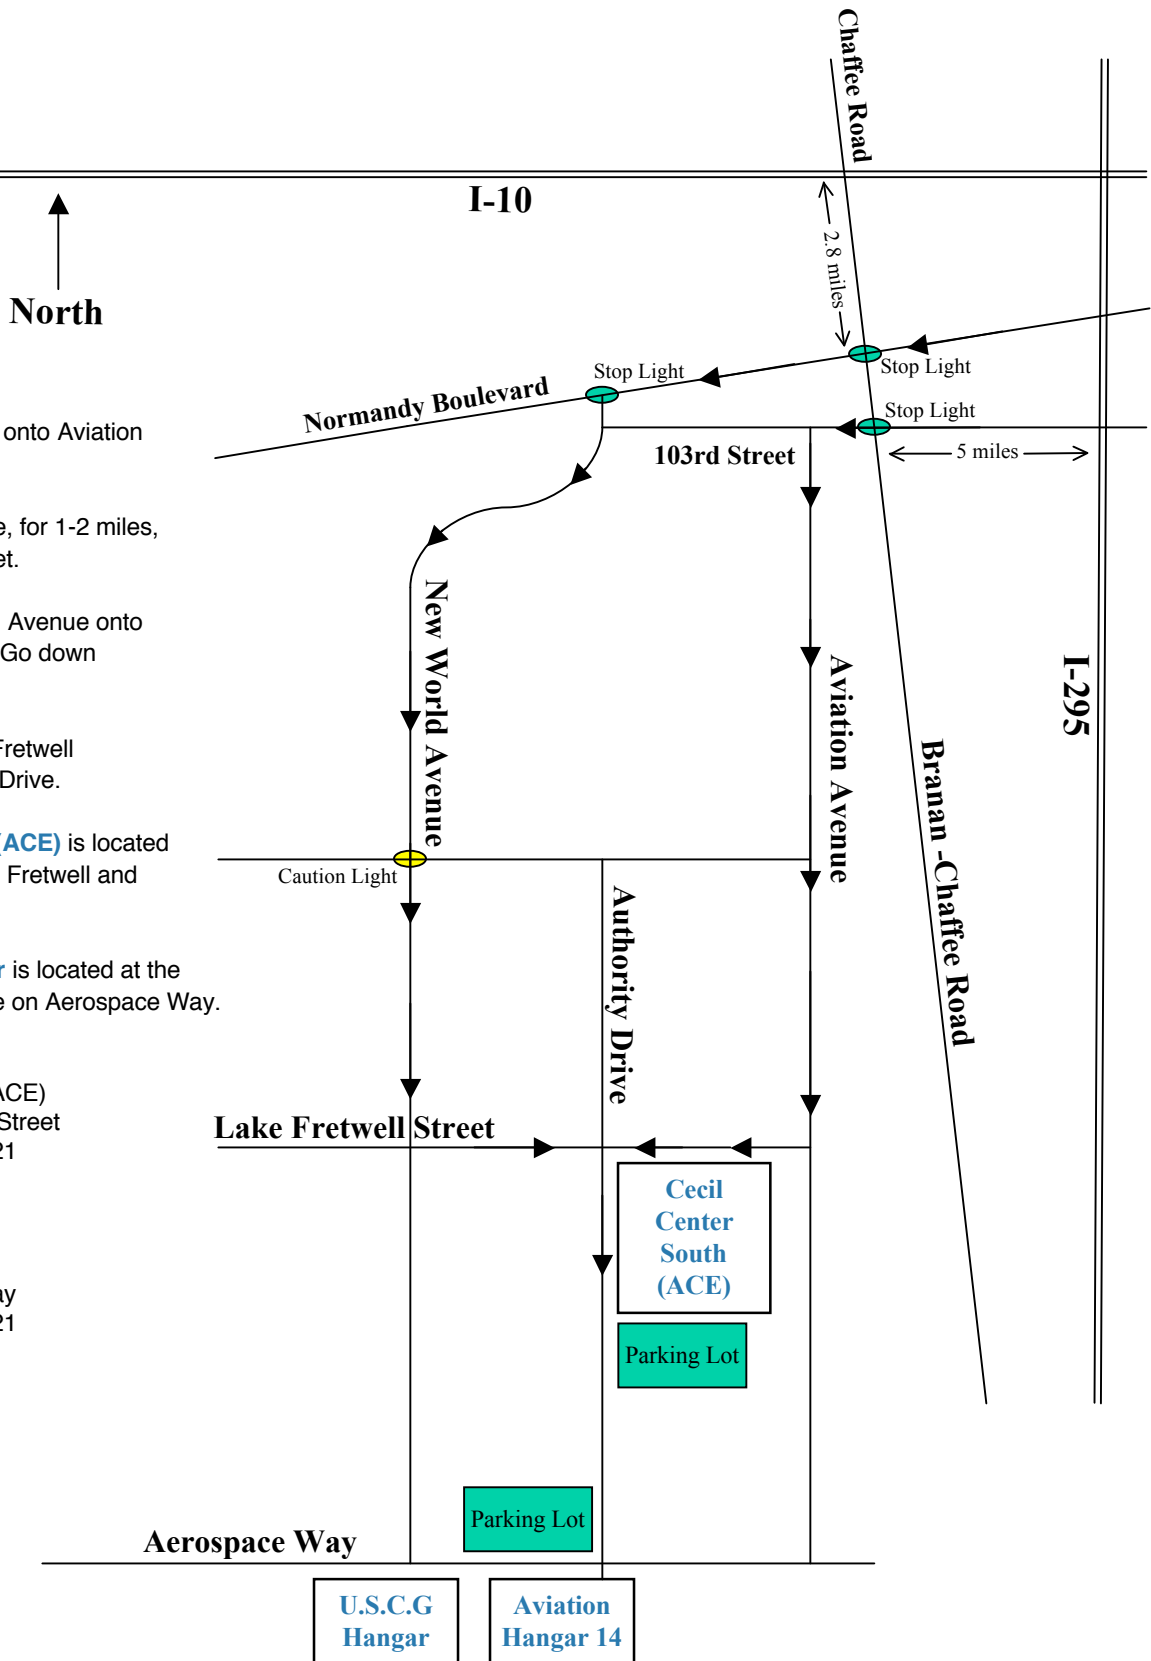 Chaffee Road
I-10
2.8 miles
North
Stop Light
Stop Light
Normandy Boulevard
Stop Light
onto Aviation
103rd Street
5 miles
e, for 1-2 miles,
et.
New World Avenue
Avenue onto
Go down
Aviation Avenue
I-295
Fretwell
Drive.
Branan -Chaffee Road
(ACE) is located
Fretwell and
Caution Light
Authority Drive
r is located at the
e on Aerospace Way.
ACE)
Street
21
Lake Fretwell Street
Cecil
Center
South
(ACE)
ay
21
Parking Lot
Parking Lot
Aerospace Way
U.S.C.G
Hangar
Aviation
Hangar 14